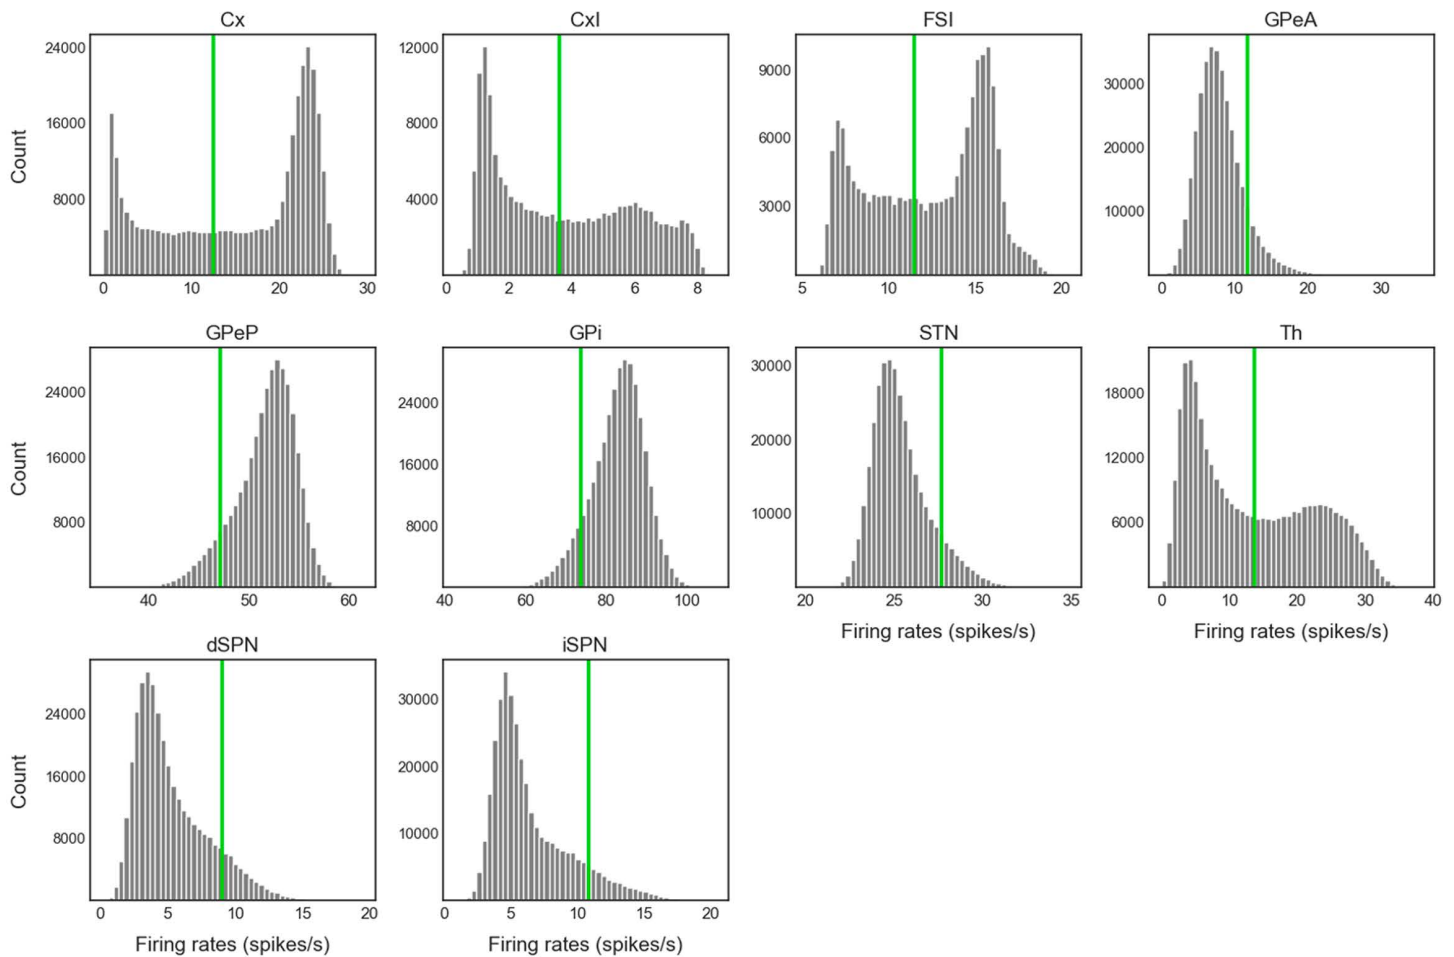 Cx
CxI
FSI
GPeA
24000
16000
8000
Count
0 10 20 30
12000
8000
4000
0 2 4 6 8
9000
6000
3000
5 10 15 20
30000
20000
10000
0 10 20 30
GPeP
GPi
STN
Th
24000
16000
8000
Count
40 50 60
24000
16000
8000
40 60 80 100
30000
20000
10000
20 25 30 35
Firing rates (spikes/s)
18000
12000
6000
0 10 20 30 40
Firing rates (spikes/s)
dSPN
iSPN
24000
16000
8000
Count
0 5 10 15 20
Firing rates (spikes/s)
30000
20000
10000
0 5 10 15 20
Firing rates (spikes/s)